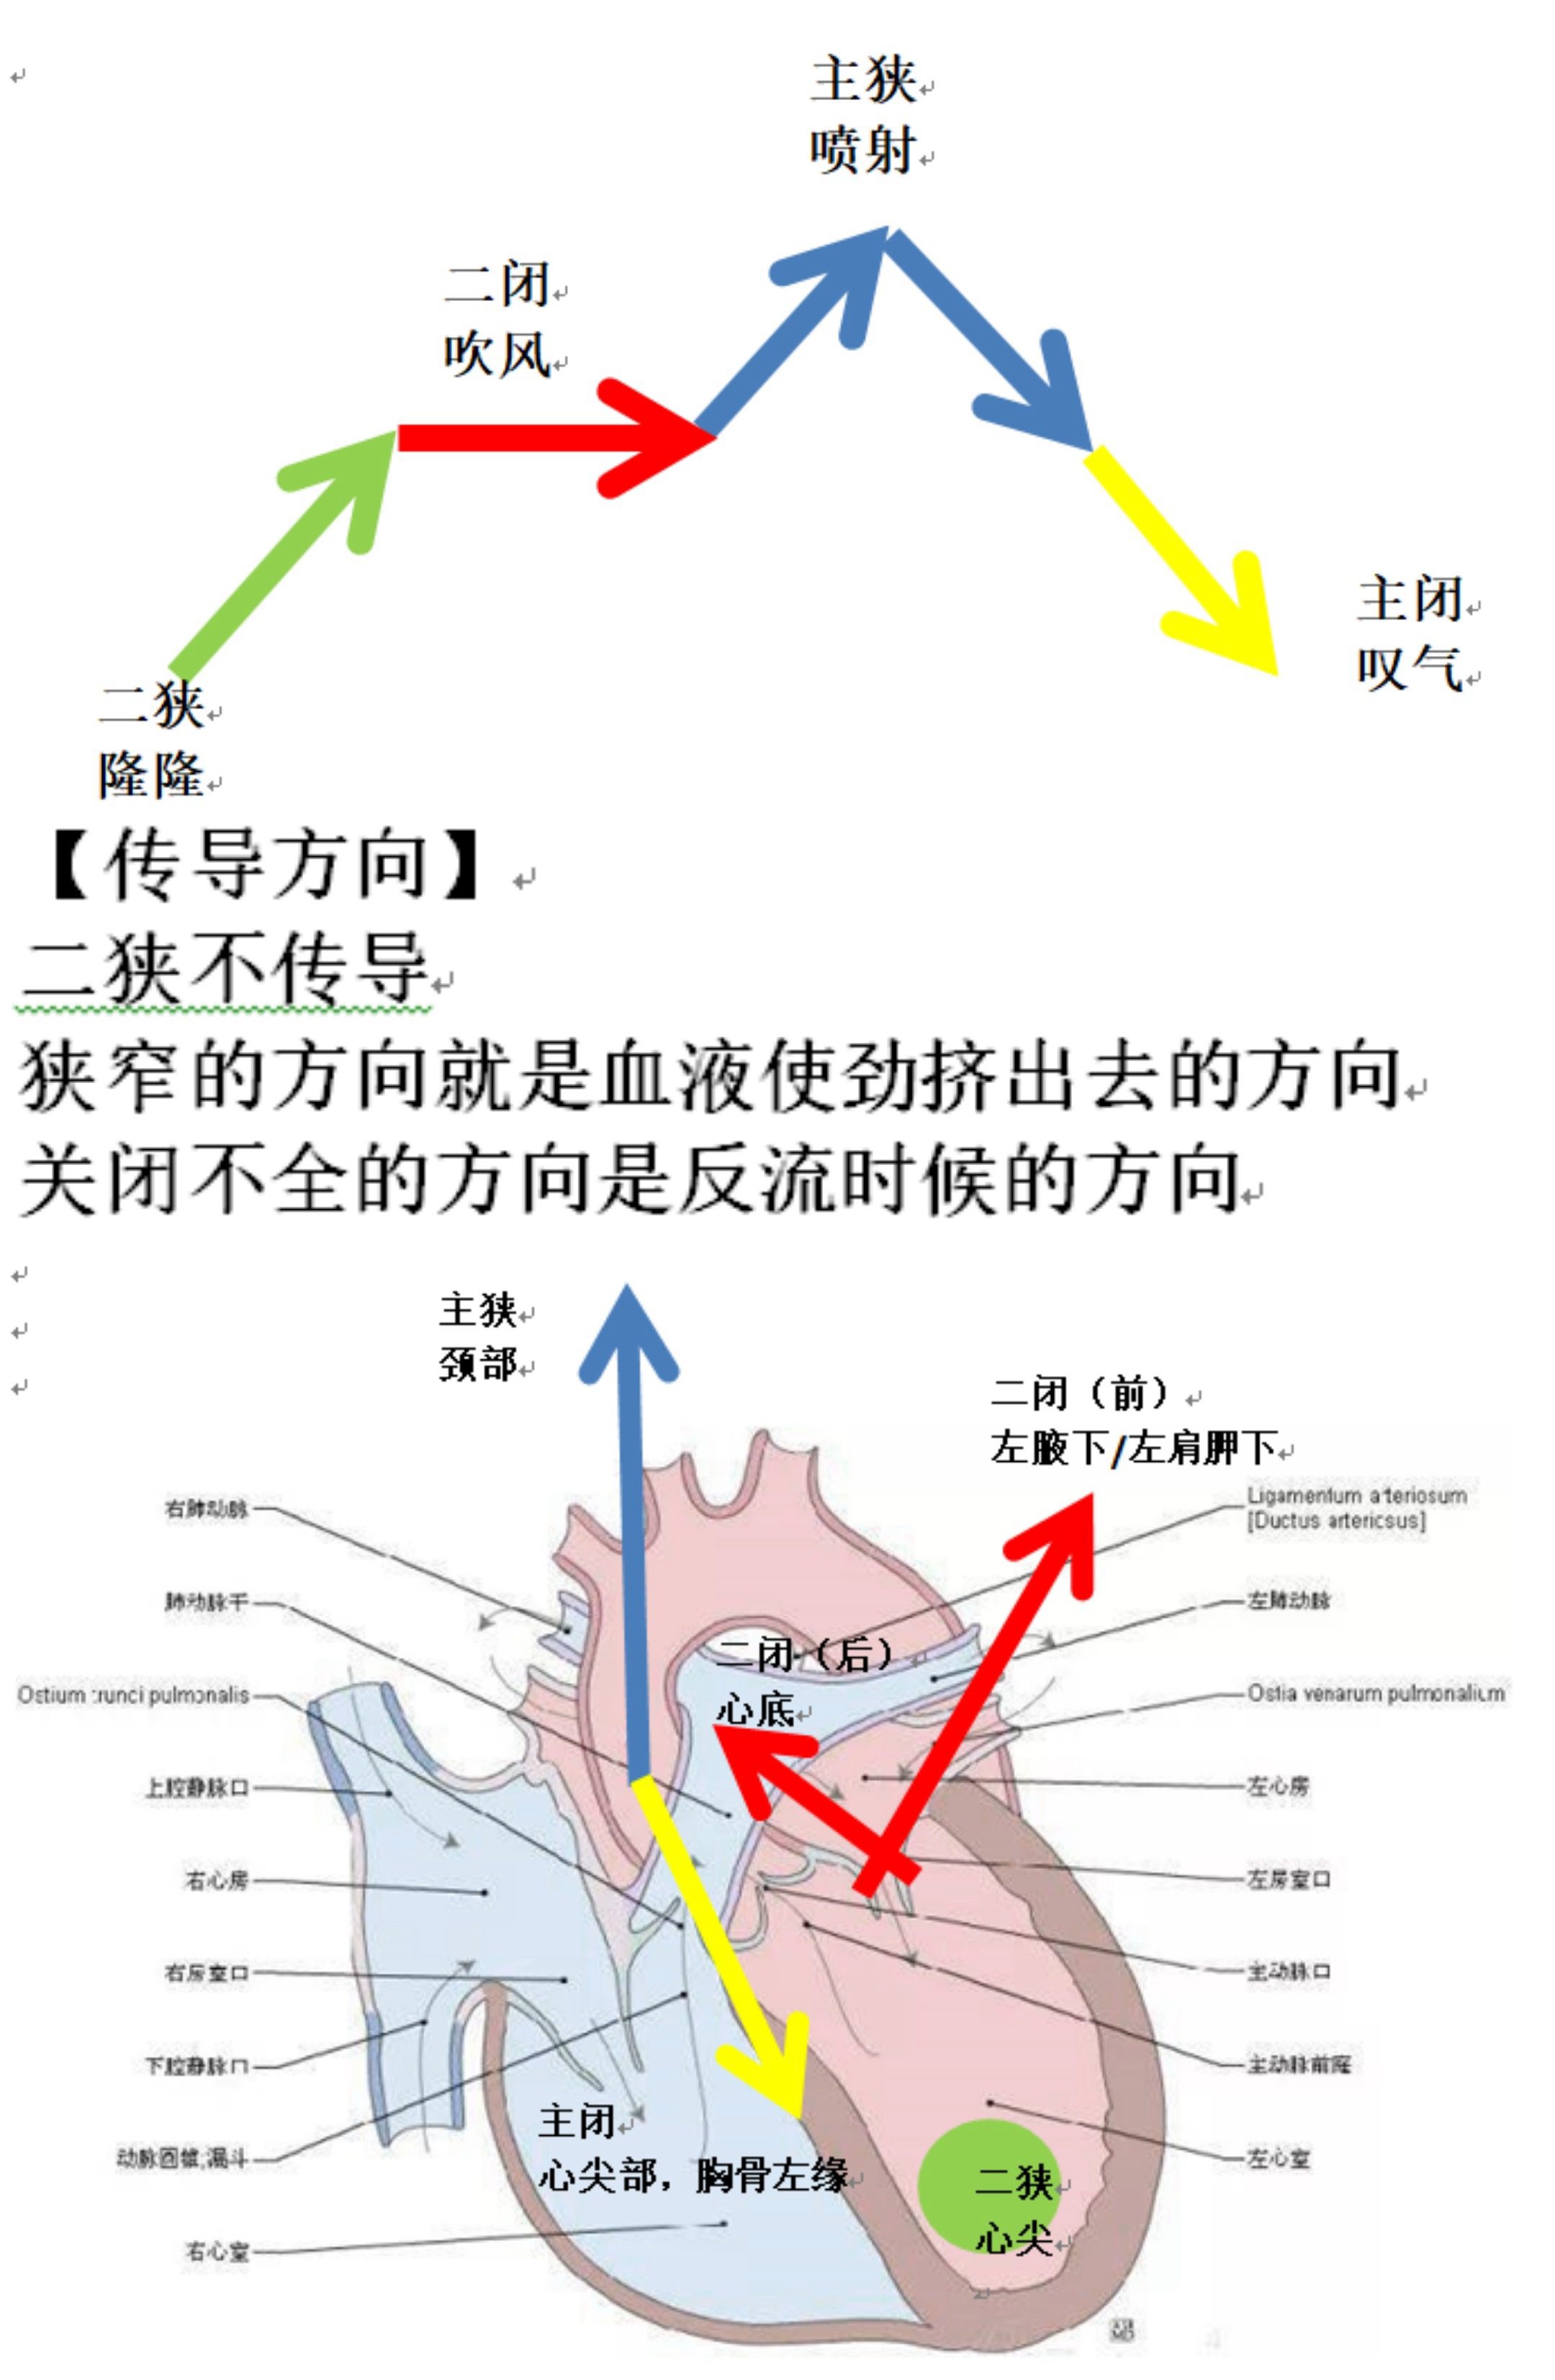 主狭
喷射
二闭
吹风
主闭
叹气
二狭
隆隆
【传导方向】
二狭不传导
狭窄的方向就是血液使劲挤出去的方向
关闭不全的方向是反流时候的方向
主狭
颈部
二闭（前）
左腋下/左肩胛下
右肺动脉
Ligamentum arteriosum
[Ductus artericsus]
肺动脉干
左肺动脉
二闭（后）
心底
Ostium trunci pulmonalis
Ostia venarum pulmonalium
上腔静脉口
左心房
右心房
左房室口
右房室口
主动脉口
下腔静脉口
主动脉前庭
主闭
心尖部，胸骨左缘
动脉圆锥,漏斗
左心室
二狭
心尖
右心室